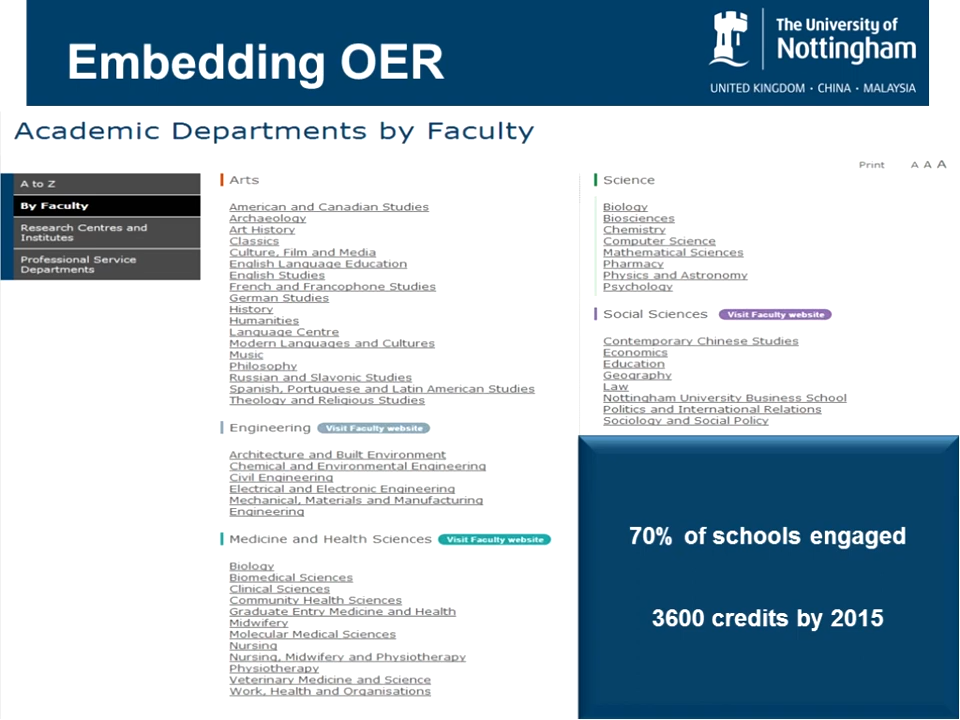 Embedding OER
The University of
Nottingham
UNITED KINGDOM · CHINA · MALAYSIA
Academic Departments by Faculty
Print A A A
A to Z
By Faculty
Research Centres and
Institutes
Professional Service
Departments
Arts
American and Canadian Studies
Archaeology
Art History
Classics
Culture, Film and Media
English Language Education
English Studies
French and Francophone Studies
German Studies
History
Humanities
Language Centre
Modern Languages and Cultures
Music
Philosophy
Russian and Slavonic Studies
Spanish, Portuguese and Latin American Studies
Theology and Religious Studies
Engineering Visit Faculty website
Architecture and Built Environment
Chemical and Environmental Engineering
Civil Engineering
Electrical and Electronic Engineering
Mechanical, Materials and Manufacturing
Engineering
Medicine and Health Sciences Visit Faculty website
Biology
Biomedical Sciences
Clinical Sciences
Community Health Sciences
Graduate Entry Medicine and Health
Midwifery
Molecular Medical Sciences
Nursing
Nursing, Midwifery and Physiotherapy
Physiotherapy
Veterinary Medicine and Science
Work, Health and Organisations
Science
Biology
Biosciences
Chemistry
Computer Science
Mathematical Sciences
Pharmacy
Physics and Astronomy
Psychology
Social Sciences Visit Faculty website
Contemporary Chinese Studies
Economics
Education
Geography
Law
Nottingham University Business School
Politics and International Relations
Sociology and Social Policy
70% of schools engaged
3600 credits by 2015